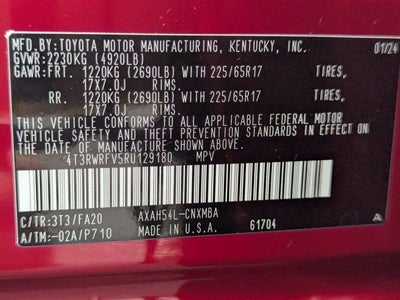 MFD.BY:TOYOTA MOTOR MANUFACTURING, KENTUCKY, INC. 01/24
GVWR:2230KG (4920LB)
GAWR:FRT. 1220KG (2690LB) WITH 225/65R17 TIRES,
17X7.0J RIMS.
RR. 1220KG (2690LB) WITH 225/65R17 TIRES,
17X7.0J RIMS.
THIS VEHICLE CONFORMS TO ALL APPLICABLE FEDERAL MOTOR
VEHICLE SAFETY AND THEFT PREVENTION STANDARDS IN EFFECT ON
THE DATE OF MANUFACTURE SHOWN ABOVE.
4T3RWRFV5RU129180 MPV
C/TR:3T3/FA20 AXAH54L-CNXMBA
A/TM:-02A/P710 MADE IN U.S.A. 61704